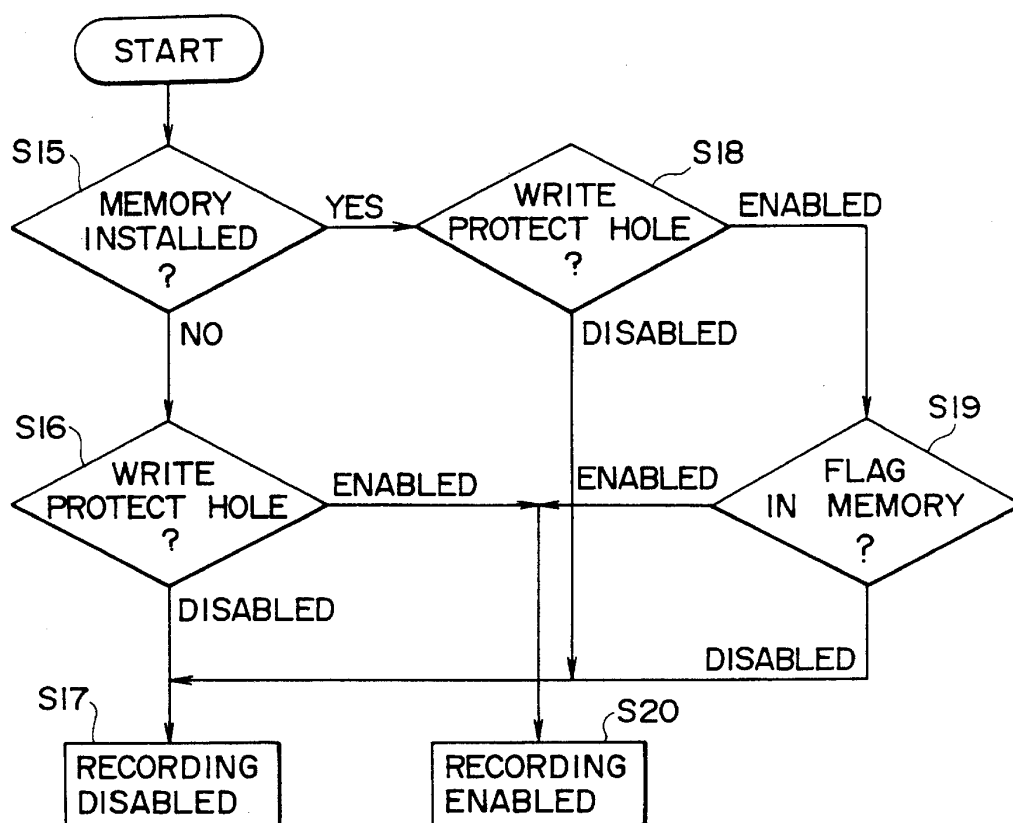 START
S15
MEMORY
INSTALLED
?
YES
NO
S18
WRITE
PROTECT HOLE
?
ENABLED
DISABLED
S16
WRITE
PROTECT HOLE
?
ENABLED
DISABLED
S19
FLAG
IN MEMORY
?
ENABLED
DISABLED
S17
RECORDING
DISABLED
S20
RECORDING
ENABLED